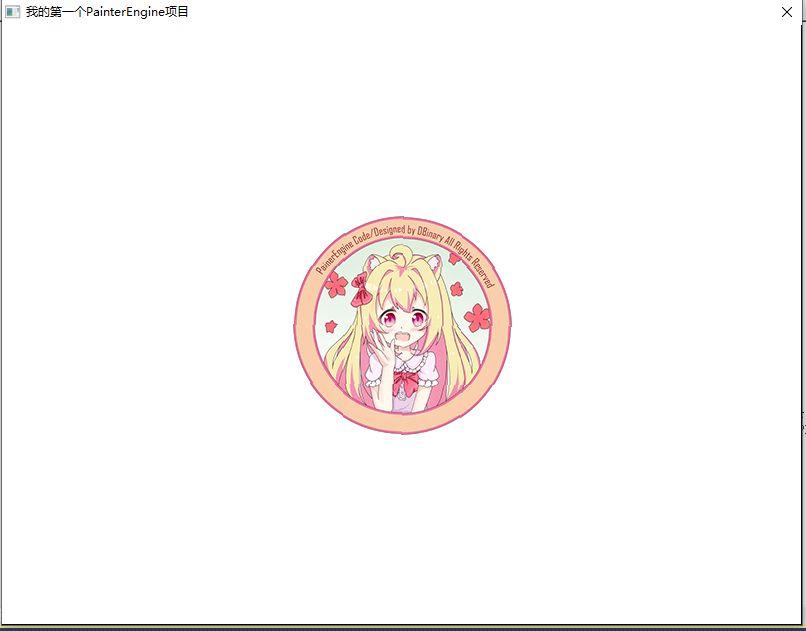 我的第一个PainterEngine项目
PainerEngine Code/Designed by DBinary All Rights Reserved